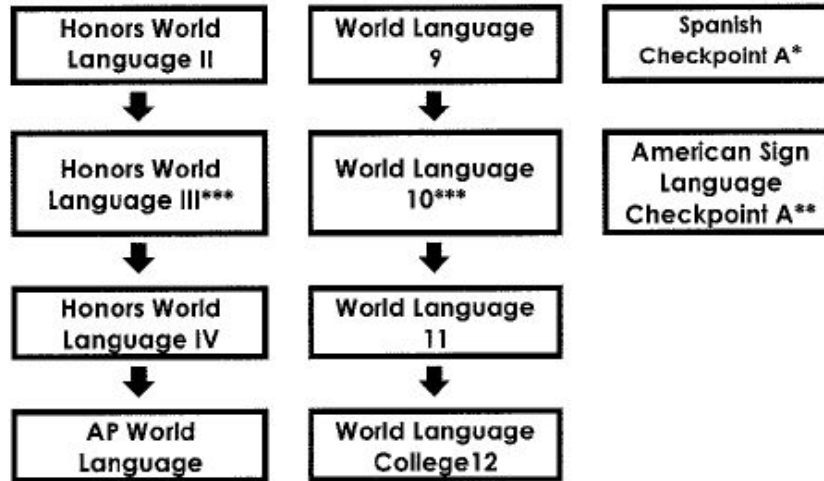 Honors World
Language II
World Language
9
Spanish
Checkpoint A*
Honors World
Language III***
World Language
10***
American Sign
Language
Checkpoint A**
Honors World
Language IV
World Language
11
AP World
Language
World Language
College12